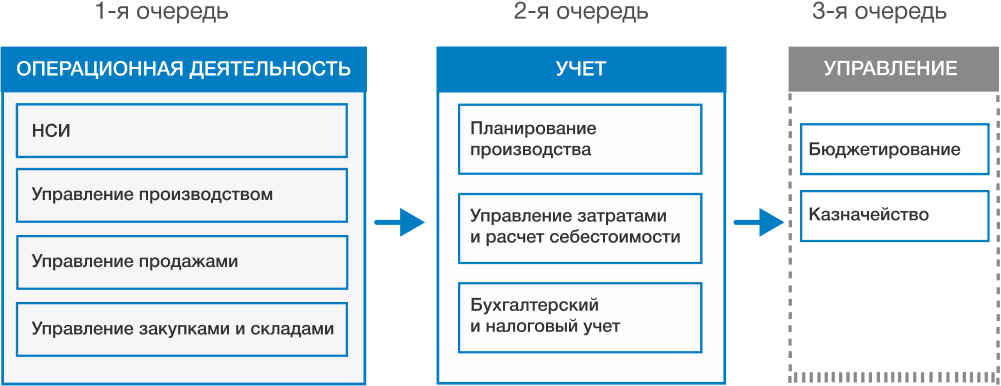 1-я очередь
2-я очередь
3-я очередь
ОПЕРАЦИОННАЯ ДЕЯТЕЛЬНОСТЬ
НСИ
Управление производством
Управление продажами
Управление закупками и складами
УЧЕТ
Планирование
производства
Управление затратами
и расчет себестоимости
Бухгалтерский
и налоговый учет
УПРАВЛЕНИЕ
Бюджетирование
Казначейство